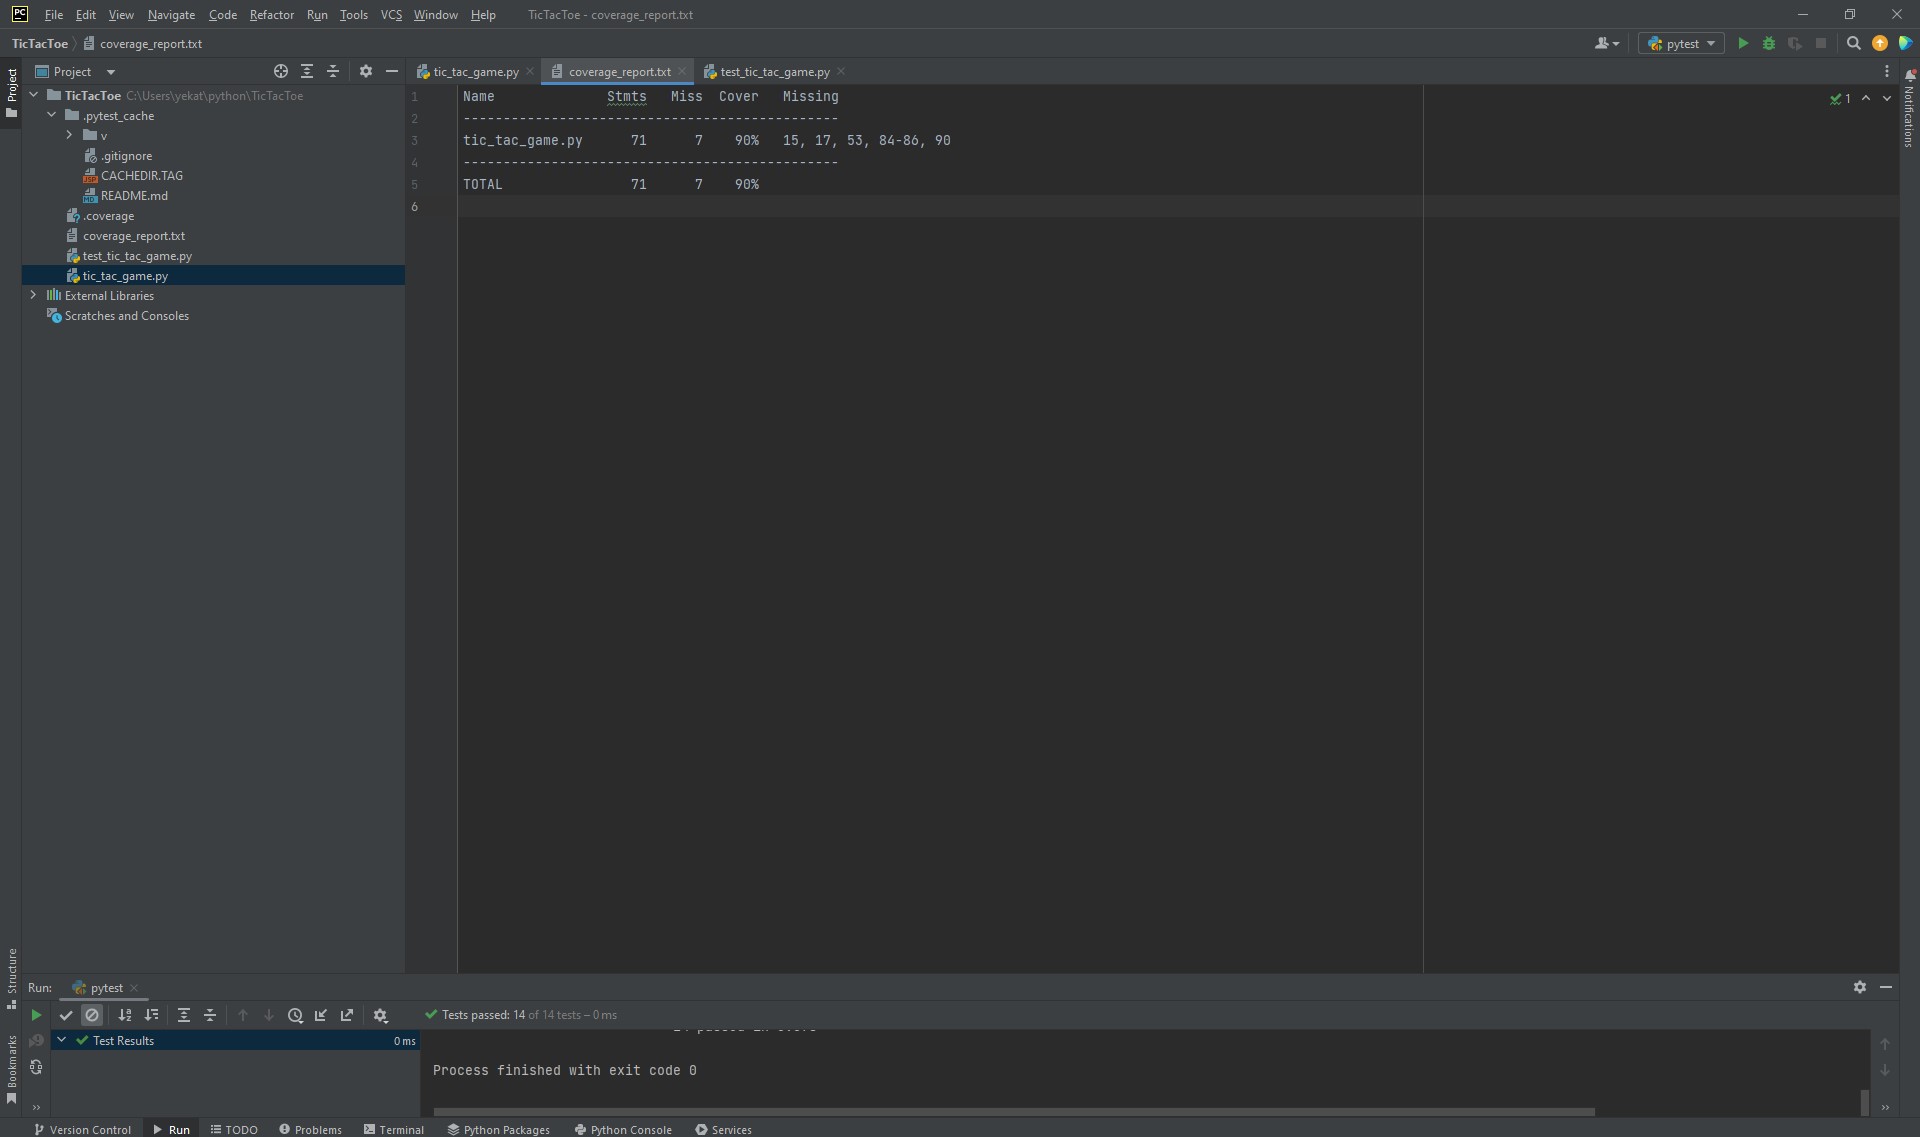 PC File Edit View Navigate Code Refactor Run Tools VCS Window Help TicTacToe - coverage_report.txt
TicTacToe coverage_report.txt pytest
Project
Project
tic_tac_game.py coverage_report.txt test_tic_tac_game.py
TicTacToe C:\Users\yekat\python\TicTacToe
.pytest_cache
v
.gitignore
CACHEDIR.TAG
README.md
.coverage
coverage_report.txt
test_tic_tac_game.py
tic_tac_game.py
External Libraries
Scratches and Consoles
1 Name Stmts Miss Cover Missing
2 -----------------------------------------------
3 tic_tac_game.py 71 7 90% 15, 17, 53, 84-86, 90
4 -----------------------------------------------
5 TOTAL 71 7 90%
6
1
Notifications
Structure
Bookmarks
Run: pytest
Tests passed: 14 of 14 tests – 0 ms
Test Results 0 ms
Process finished with exit code 0
Version Control Run TODO Problems Terminal Python Packages Python Console Services